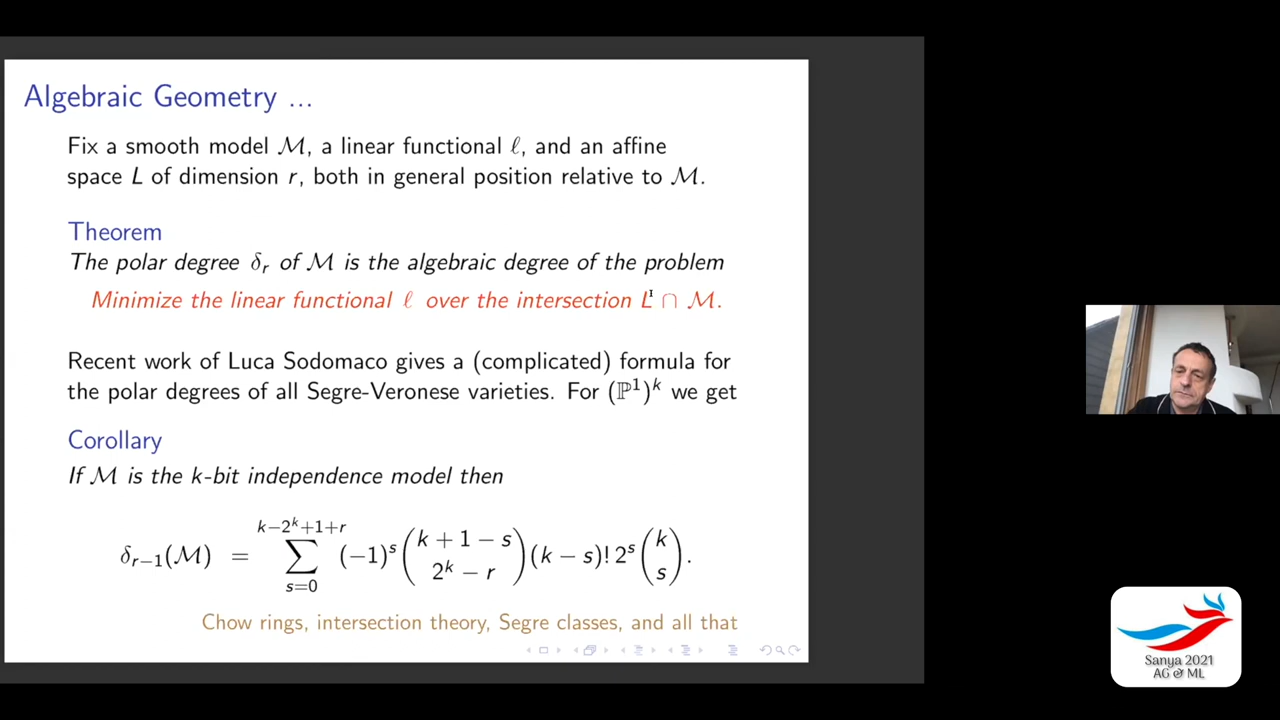 Algebraic Geometry ...
Fix a smooth model ℳ, a linear functional ℓ, and an affine
space L of dimension r, both in general position relative to ℳ.
Theorem
The polar degree δ_r of ℳ is the algebraic degree of the problem
Minimize the linear functional ℓ over the intersection L ∩ ℳ.
Recent work of Luca Sodomaco gives a (complicated) formula for
the polar degrees of all Segre-Veronese varieties. For (ℙ¹)ᵏ we get
Corollary
If ℳ is the k-bit independence model then
δ_{r−1}(ℳ) = \sum_{s=0}^{k−2^k+1+r} (−1)^s \binom{k+1−s}{2^k−r} (k−s)! 2^s \binom{k}{s}.
Chow rings, intersection theory, Segre classes, and all that
Sanya 2021
AG & ML